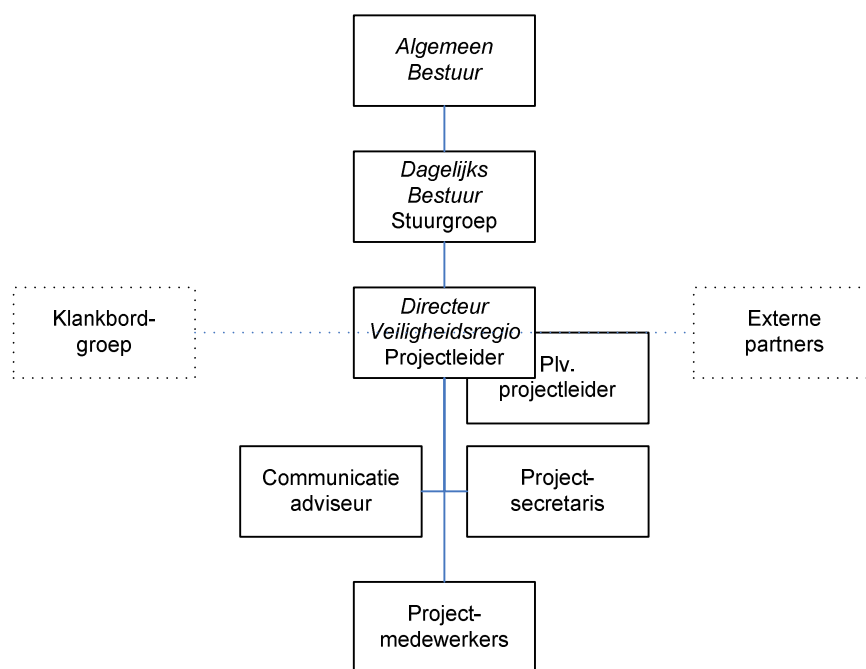 Algemeen
Bestuur
Dagelijks
Bestuur
Stuurgroep
Klankbord-
groep
Directeur
Veiligheidsregio
Projectleider
Externe
partners
Plv.
projectleider
Communicatie
adviseur
Project-
secretaris
Project-
medewerkers